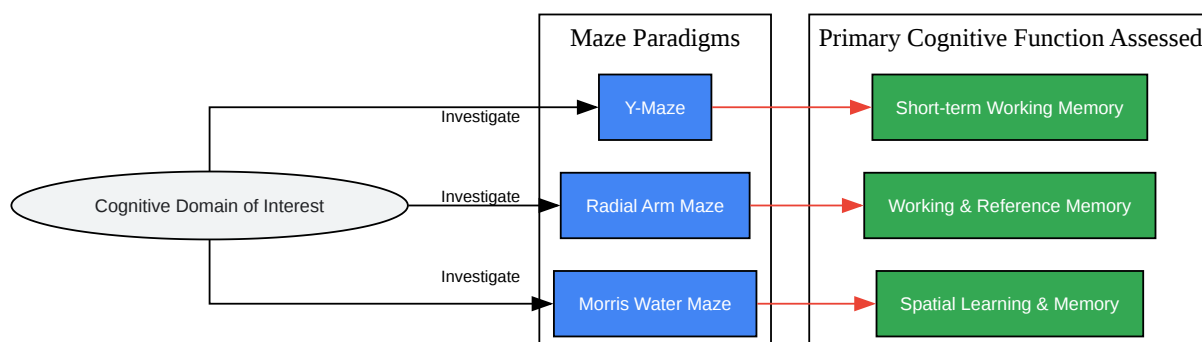 Maze Paradigms
Primary Cognitive Function Assessed
Y-Maze
Short-term Working Memory
Investigate
Cognitive Domain of Interest
Investigate
Radial Arm Maze
Working & Reference Memory
Investigate
Morris Water Maze
Spatial Learning & Memory